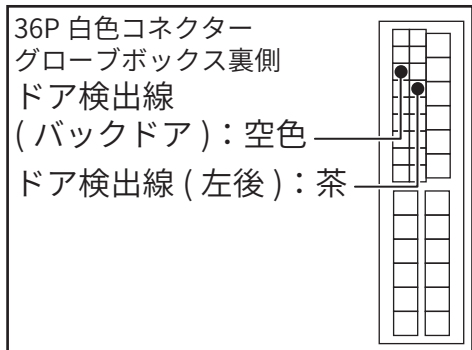 36P 白色コネクター
グローブボックス裏側
ドア検出線
( バックドア )：空色
ドア検出線 ( 左後 )：茶